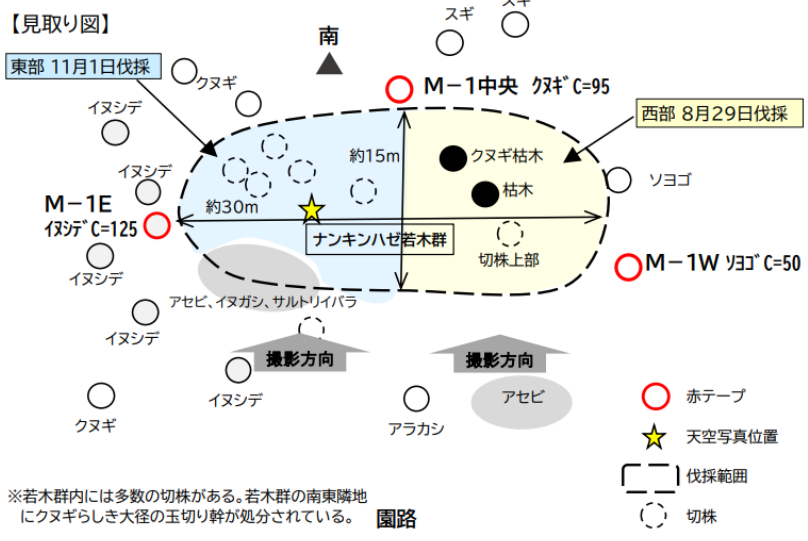 【見取り図】
スギ
スギ
南
東部 11月1日伐採
クヌギ
M-1中央 クヌギC=95
イヌシデ
西部 8月29日伐採
約15m
クヌギ枯木
イヌシデ
ソヨゴ
枯木
M-1E
約30m
イヌシデC=125
ナンキンハゼ若木群
切株上部
M-1W ソヨゴC=50
イヌシデ
アセビ、イヌガシ、サルトリイバラ
イヌシデ
撮影方向
撮影方向
イヌシデ
アセビ
赤テープ
クヌギ
アラカシ
天空写真位置
伐採範囲
※若木群内には多数の切株がある。若木群の南東隣地
にクヌギらしき大径の玉切り幹が処分されている。
園路
切株